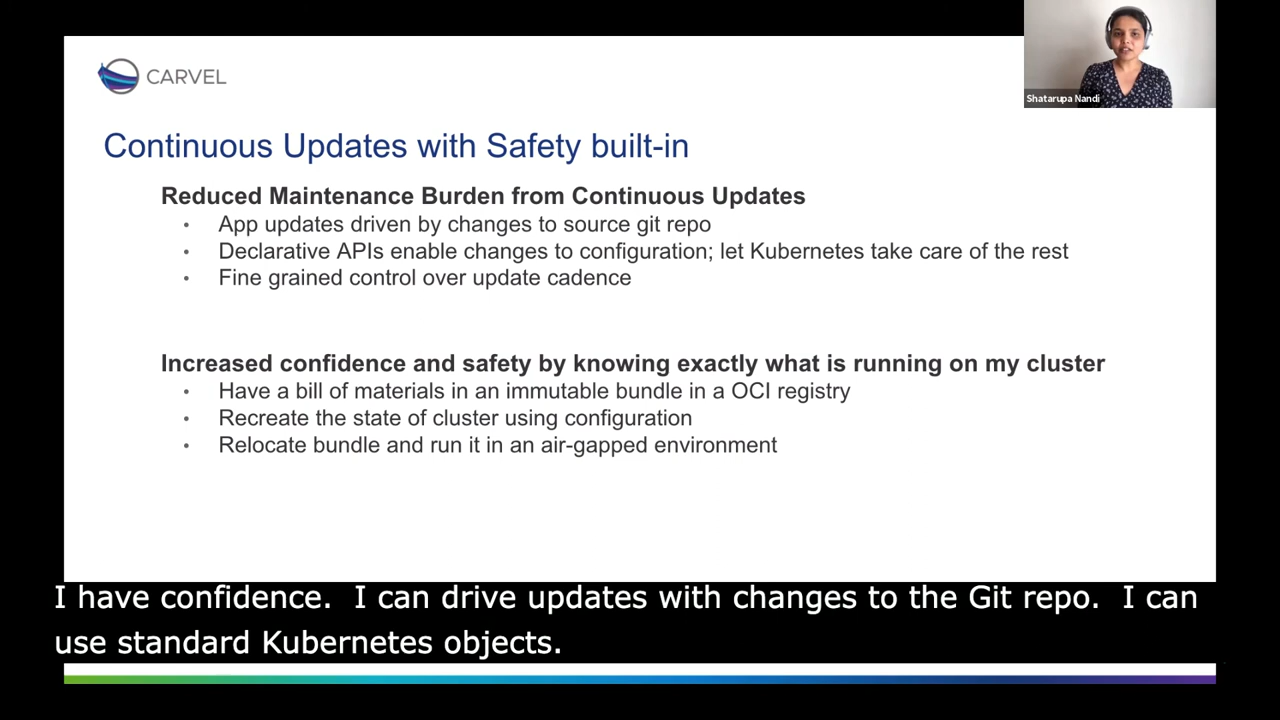 CARVEL
Shatarupa Nandi
Continuous Updates with Safety built-in
Reduced Maintenance Burden from Continuous Updates
• App updates driven by changes to source git repo
• Declarative APIs enable changes to configuration; let Kubernetes take care of the rest
• Fine grained control over update cadence
Increased confidence and safety by knowing exactly what is running on my cluster
• Have a bill of materials in an immutable bundle in a OCI registry
• Recreate the state of cluster using configuration
• Relocate bundle and run it in an air-gapped environment
I have confidence.  I can drive updates with changes to the Git repo.  I can
use standard Kubernetes objects.